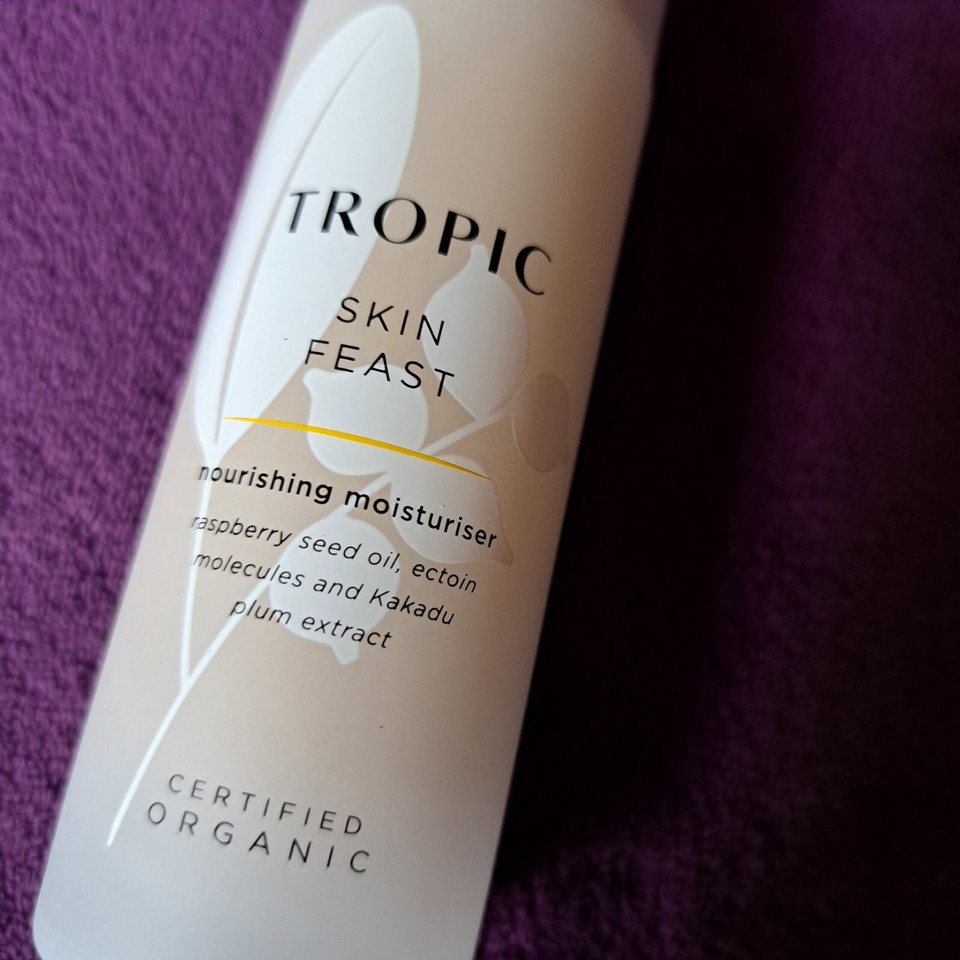 TROPIC
SKIN
FEAST
nourishing moisturiser
raspberry seed oil, ectoin
molecules and Kakadu
plum extract
CERTIFIED
ORGANIC